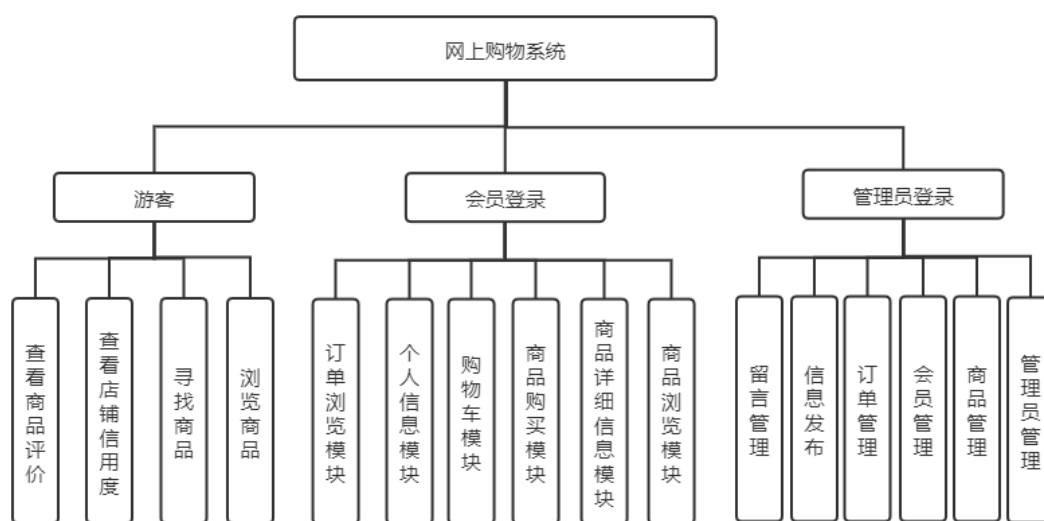 网上购物系统
游客
会员登录
管理员登录
查看商品评价
查看店铺信用度
寻找商品
浏览商品
订单浏览模块
个人信息模块
购物车模块
商品购买模块
商品详细信息模块
商品浏览模块
留言管理
信息发布
订单管理
会员管理
商品管理
管理员管理